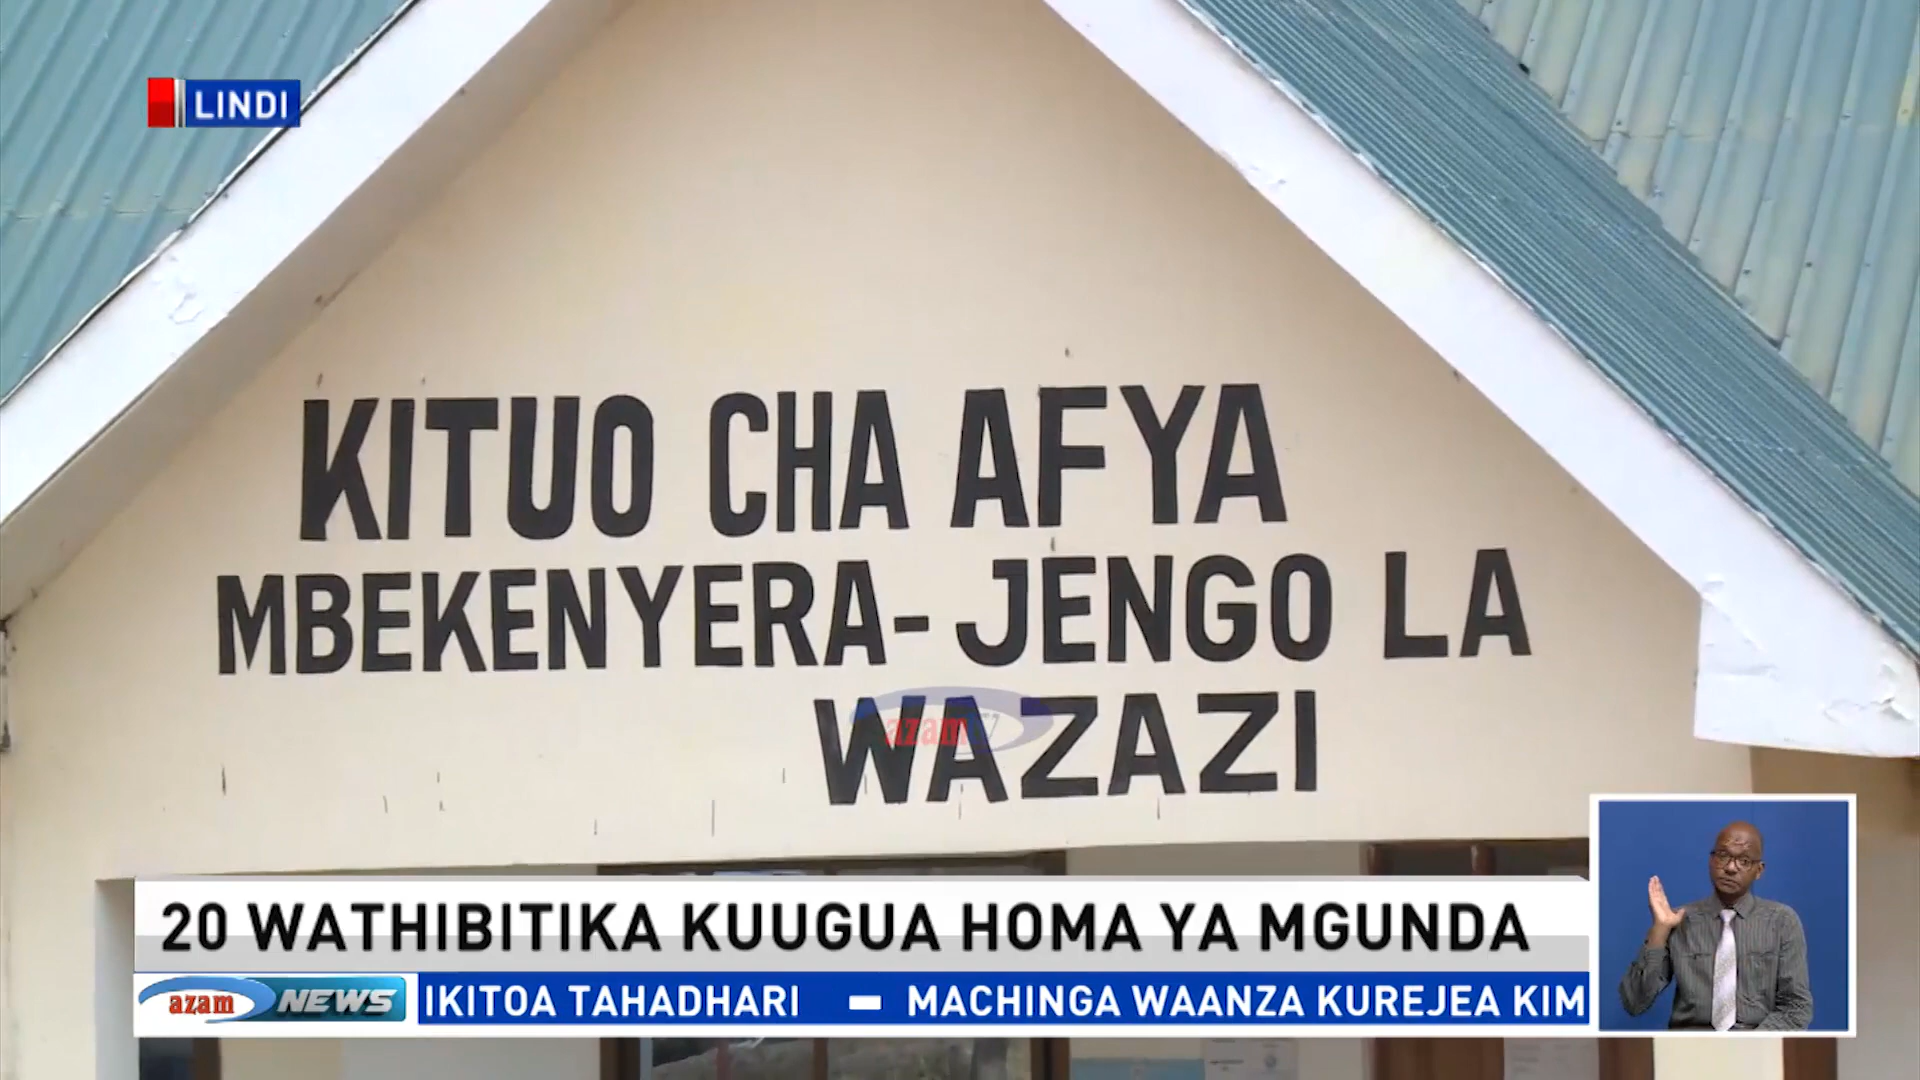 LINDI
KITUO CHA AFYA
MBEKENYERA- JENGO LA
WAZAZI
azam TV
20 WATHIBITIKA KUUGUA HOMA YA MGUNDA
azam NEWS IKITOA TAHADHARI - MACHINGA WAANZA KUREJEA KIM